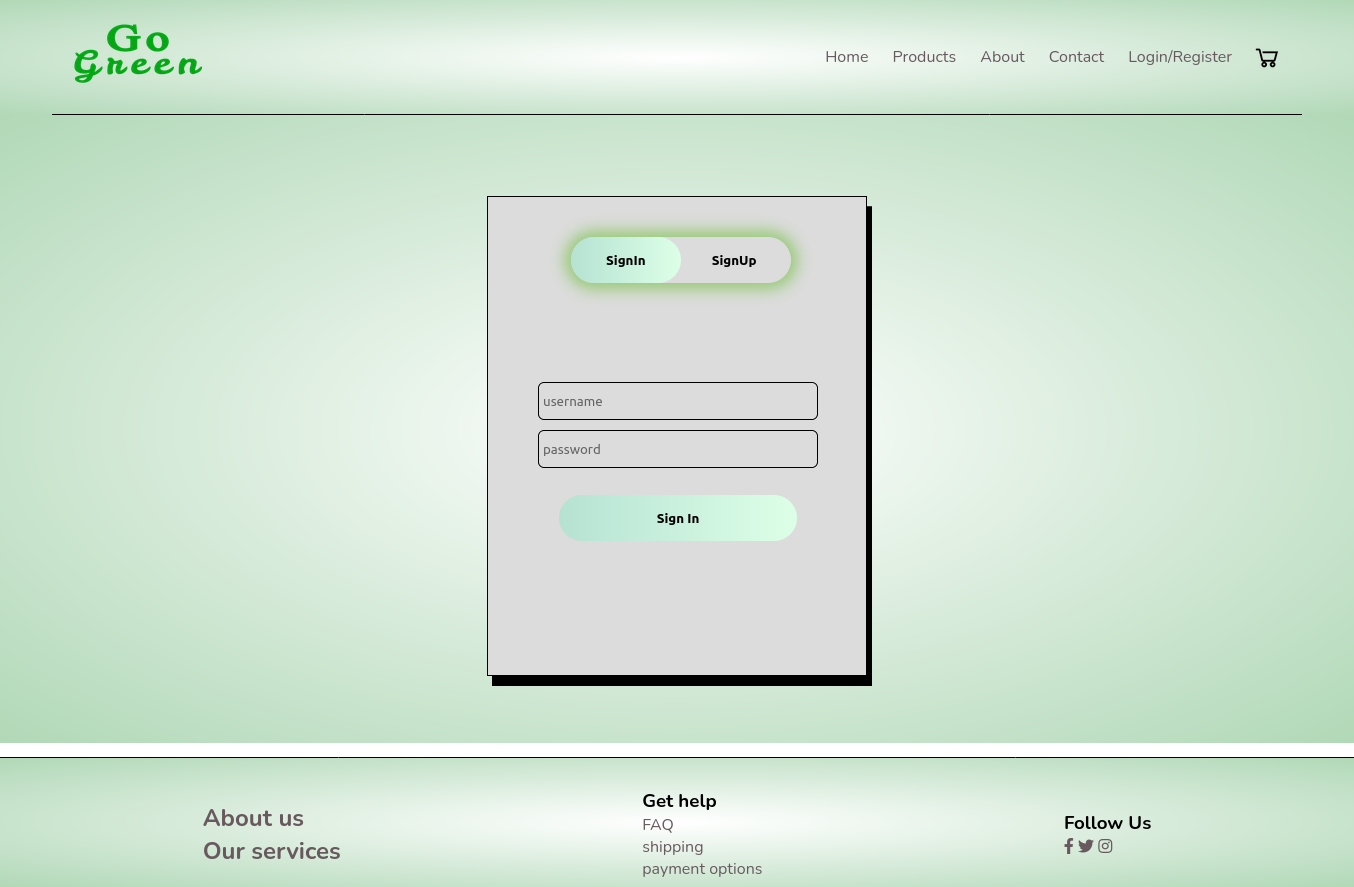 Go
Green
Home Products About Contact Login/Register
SignIn SignUp
username
password
Sign In
About us
Our services
Get help
FAQ
shipping
payment options
Follow Us